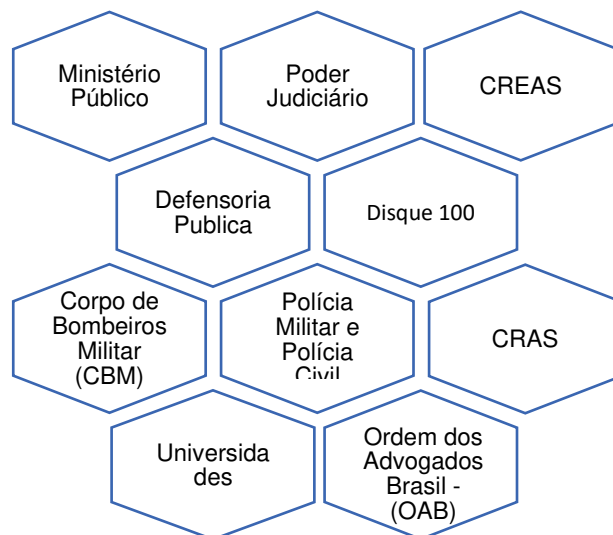 Ministério
Público
Poder
Judiciário
CREAS
Defensoria
Publica
Disque 100
Corpo de
Bombeiros
Militar
(CBM)
Polícia
Militar e
Polícia
Civil
CRAS
Universida
des
Ordem dos
Advogados
Brasil -
(OAB)